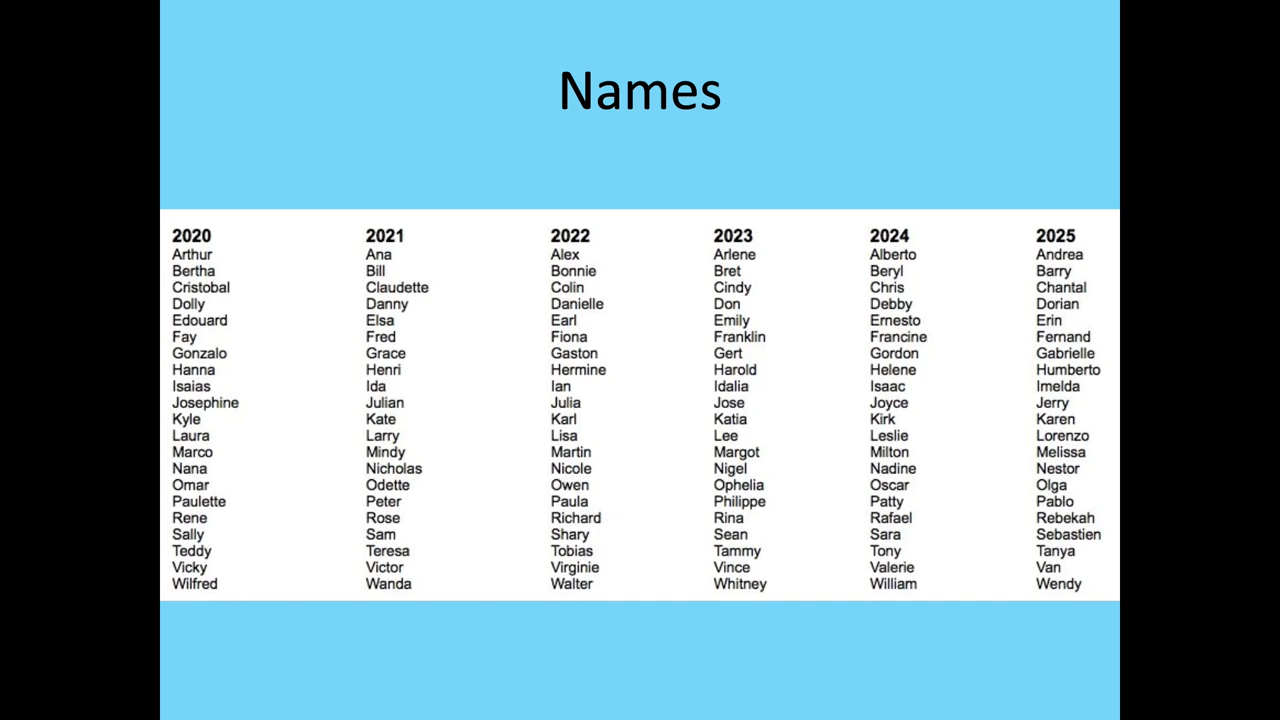 Names
2020 2021 2022 2023 2024 2025
Arthur Ana Alex Arlene Alberto Andrea
Bertha Bill Bonnie Bret Beryl Barry
Cristobal Claudette Colin Cindy Chris Chantal
Dolly Danny Danielle Don Debby Dorian
Edouard Elsa Earl Emily Ernesto Erin
Fay Fred Fiona Franklin Francine Fernand
Gonzalo Grace Gaston Gert Gordon Gabrielle
Hanna Henri Hermine Harold Helene Humberto
Isaias Ida Ian Idalia Isaac Imelda
Josephine Julian Julia Jose Joyce Jerry
Kyle Kate Karl Katia Kirk Karen
Laura Larry Lisa Lee Leslie Lorenzo
Marco Mindy Martin Margot Milton Melissa
Nana Nicholas Nicole Nigel Nadine Nestor
Omar Odette Owen Ophelia Oscar Olga
Paulette Peter Paula Philippe Patty Pablo
Rene Rose Richard Rina Rafael Rebekah
Sally Sam Shary Sean Sara Sebastien
Teddy Teresa Tobias Tammy Tony Tanya
Vicky Victor Virginie Vince Valerie Van
Wilfred Wanda Walter Whitney William Wendy